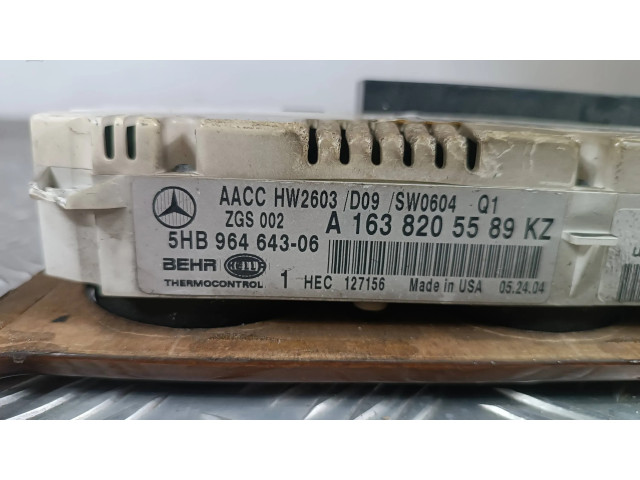 AACC HW2603 /D09 /SW0604 Q1
ZGS 002 A 163 820 55 89 KZ
5HB 964 643-06
BEHR HELLA
THERMOCONTROL 1 HEC 127156 Made in USA 05.24.04